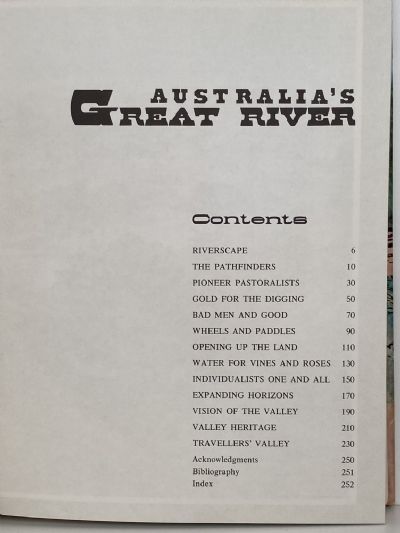 AUSTRALIA'S
GREAT RIVER
Contents
RIVERSCAPE 6
THE PATHFINDERS 10
PIONEER PASTORALISTS 30
GOLD FOR THE DIGGING 50
BAD MEN AND GOOD 70
WHEELS AND PADDLES 90
OPENING UP THE LAND 110
WATER FOR VINES AND ROSES 130
INDIVIDUALISTS ONE AND ALL 150
EXPANDING HORIZONS 170
VISION OF THE VALLEY 190
VALLEY HERITAGE 210
TRAVELLERS' VALLEY 230
Acknowledgments 250
Bibliography 251
Index 252